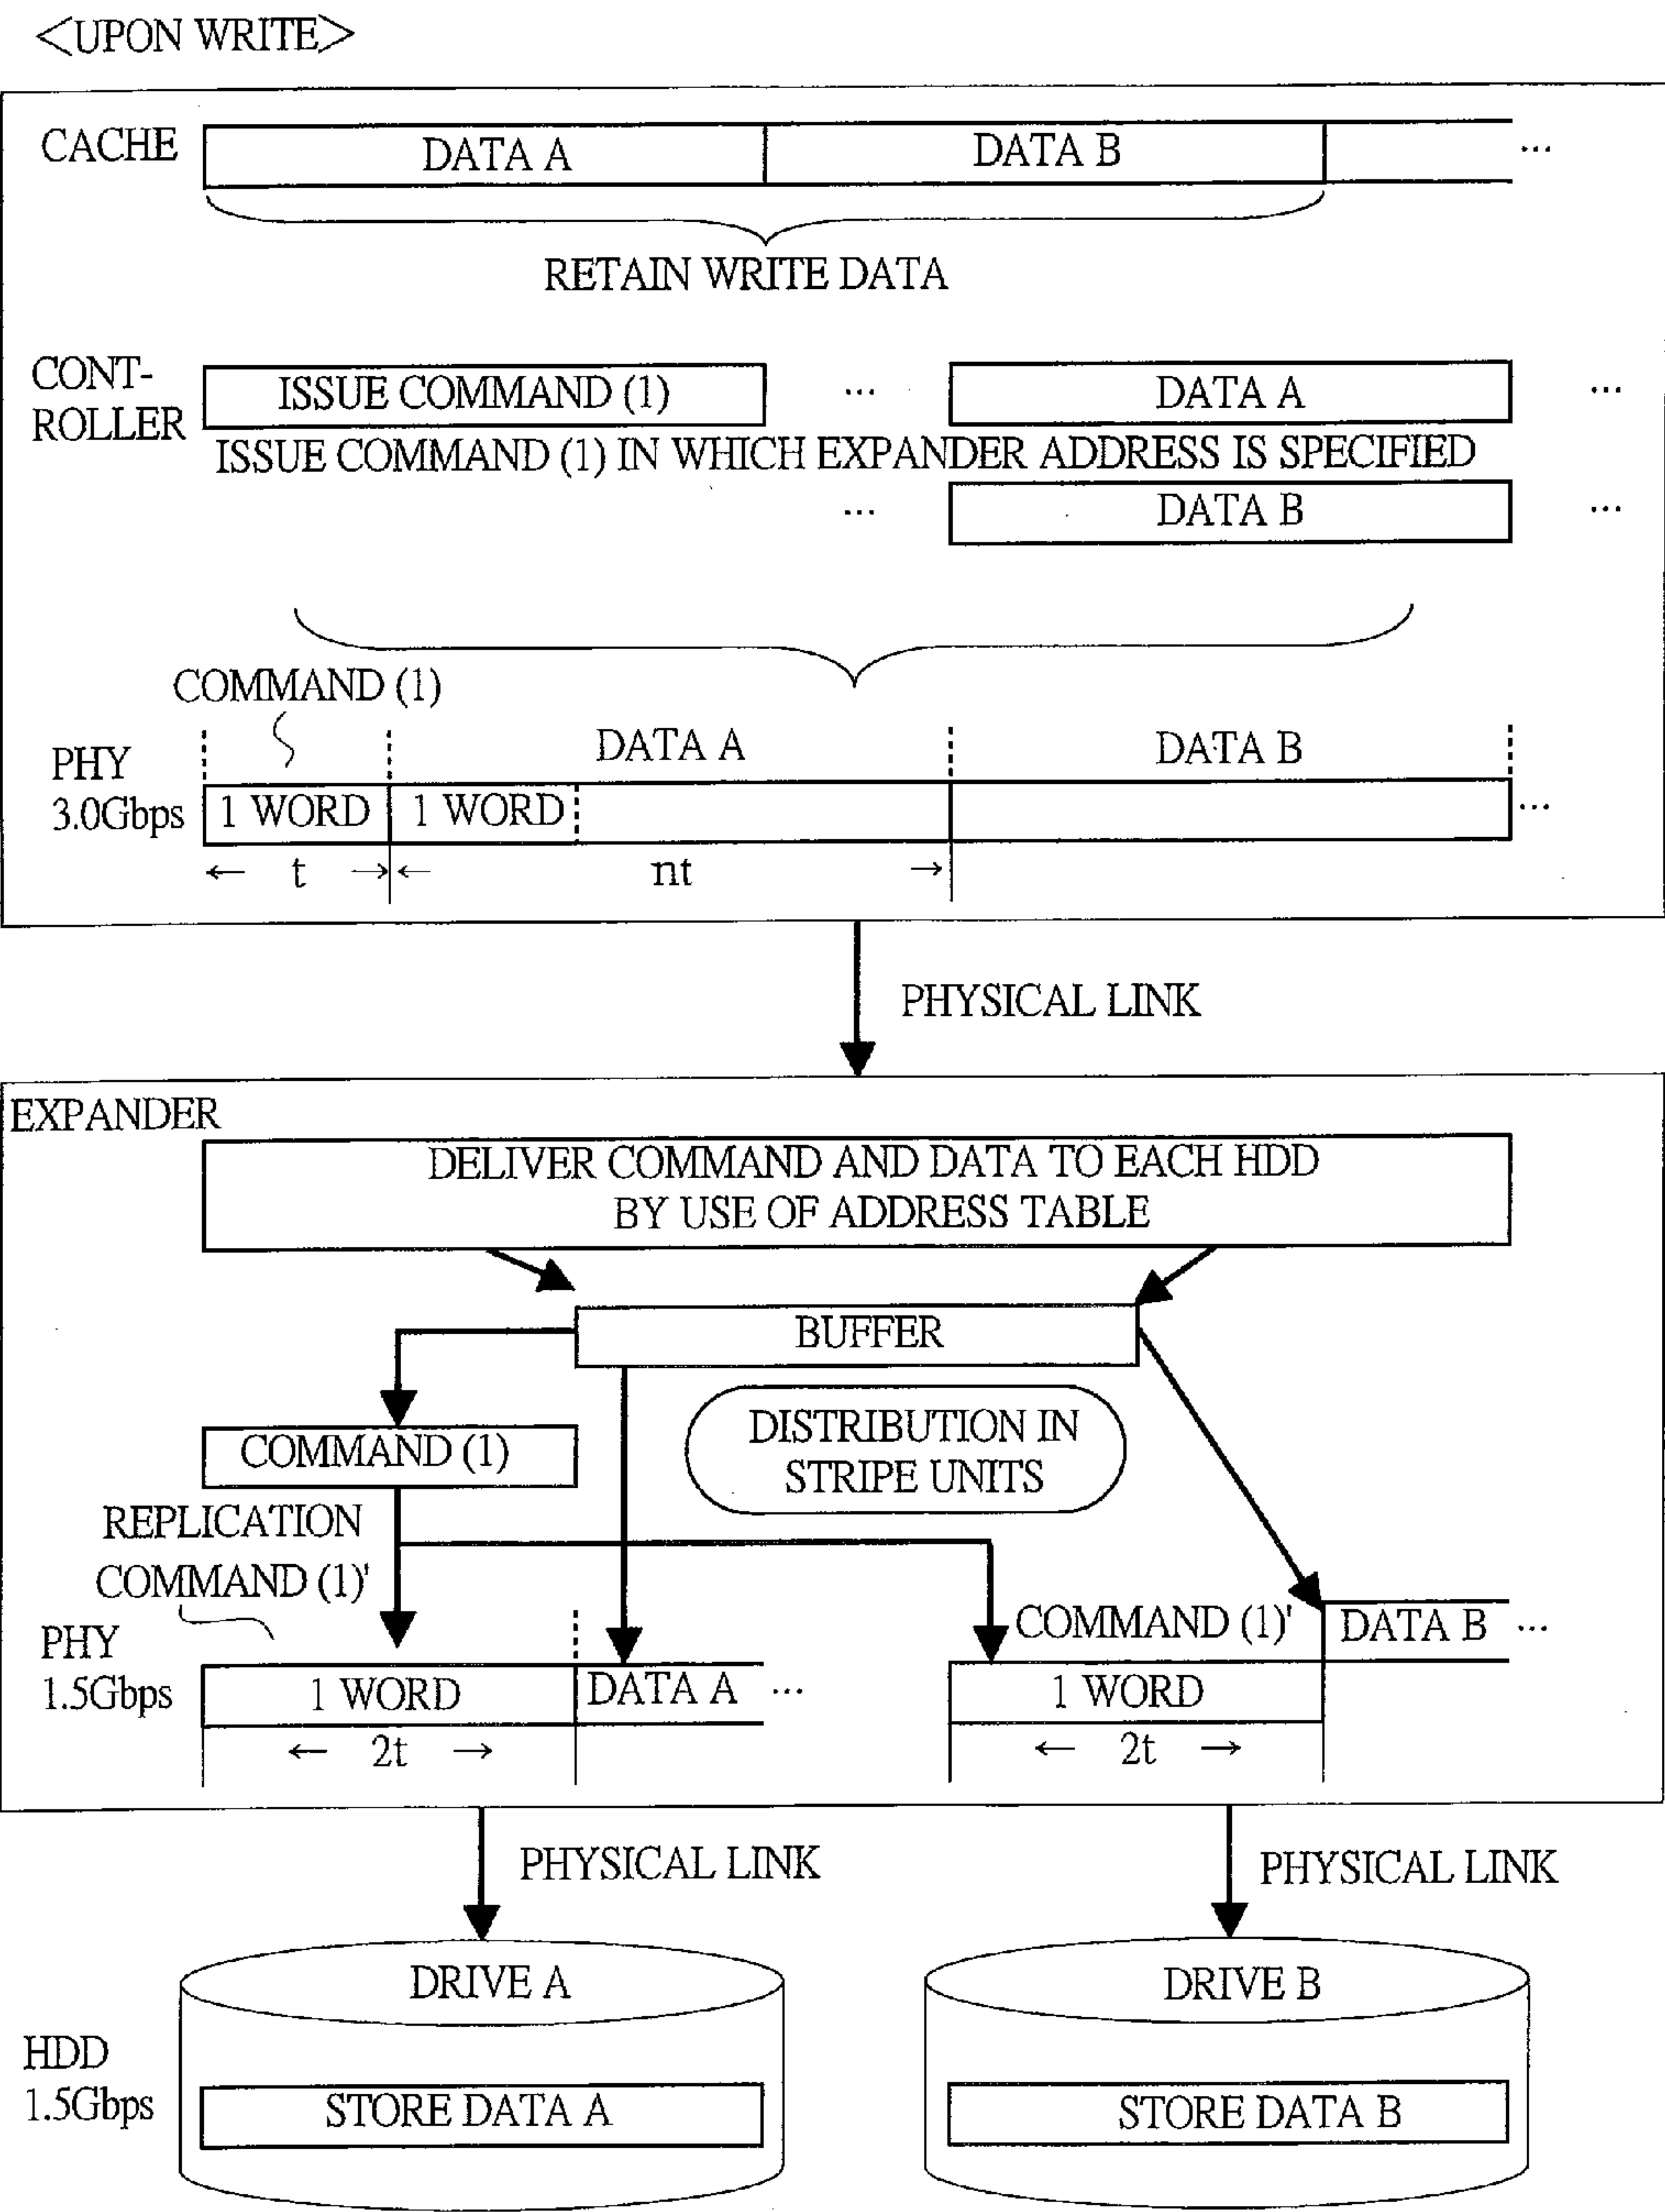 <UPON WRITE>
CACHE
DATA A
DATA B
...
RETAIN WRITE DATA
CONT-
ROLLER
ISSUE COMMAND (1)
...
DATA A
...
ISSUE COMMAND (1) IN WHICH EXPANDER ADDRESS IS SPECIFIED
...
DATA B
...
COMMAND (1)
DATA A
DATA B
PHY
3.0Gbps
1 WORD
1 WORD
...
← t →
← nt →
PHYSICAL LINK
EXPANDER
DELIVER COMMAND AND DATA TO EACH HDD
BY USE OF ADDRESS TABLE
BUFFER
COMMAND (1)
DISTRIBUTION IN
STRIPE UNITS
REPLICATION
COMMAND (1)'
COMMAND (1)'
DATA B
...
PHY
1.5Gbps
1 WORD
DATA A
...
1 WORD
← 2t →
← 2t →
PHYSICAL LINK
PHYSICAL LINK
DRIVE A
DRIVE B
HDD
1.5Gbps
STORE DATA A
STORE DATA B